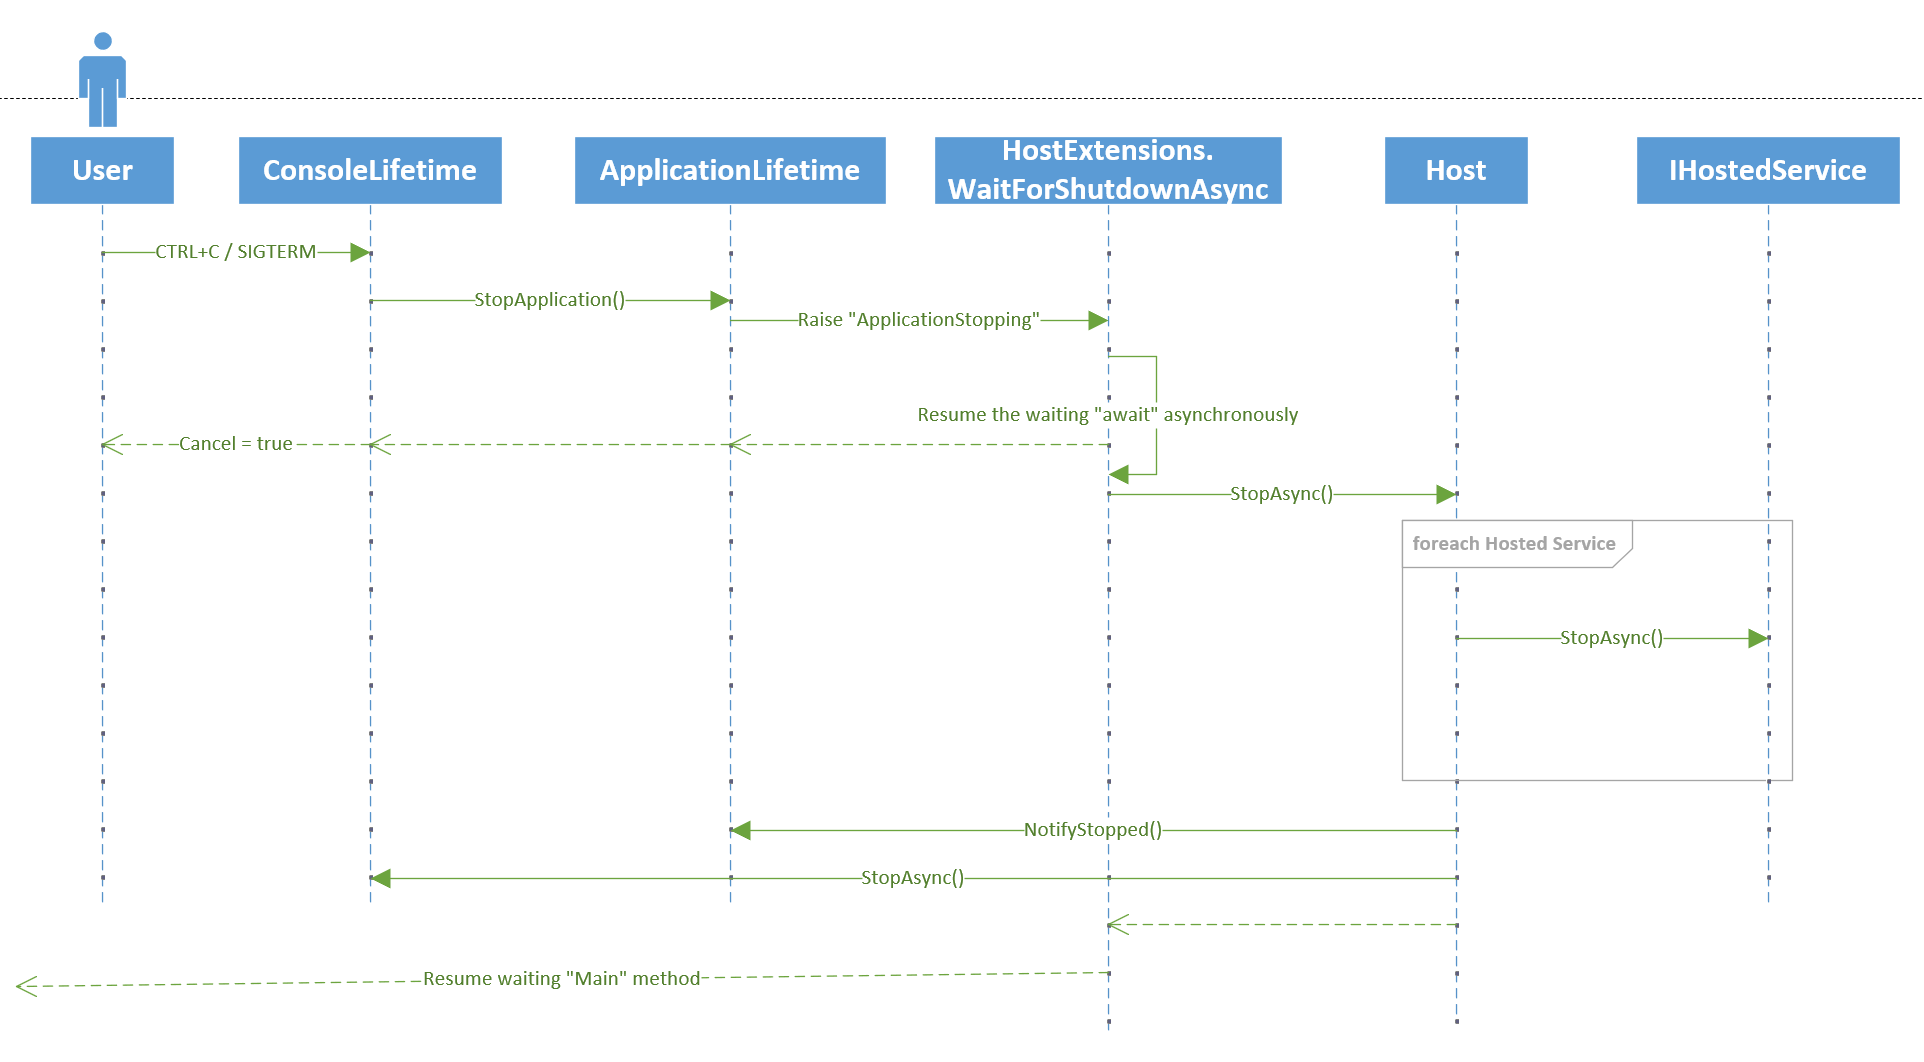 User
ConsoleLifetime
ApplicationLifetime
HostExtensions.
WaitForShutdownAsync
Host
IHostedService
CTRL+C / SIGTERM
StopApplication()
Raise "ApplicationStopping"
Resume the waiting "await" asynchronously
Cancel = true
StopAsync()
foreach Hosted Service
StopAsync()
NotifyStopped()
StopAsync()
Resume waiting "Main" method